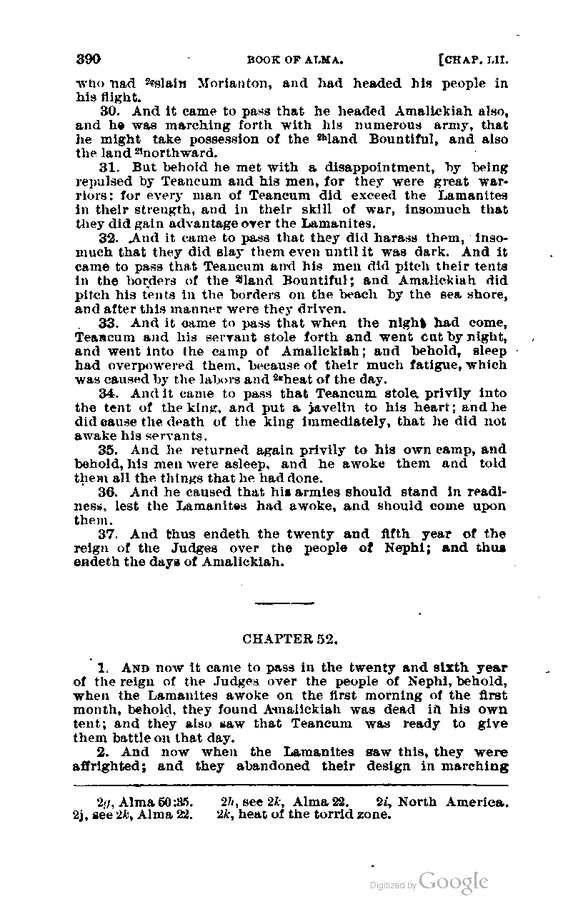 390 BOOK OF ALMA. [CHAP. LII.
who had 2gslain Morianton, and had headed his people in
his flight.
30. And it came to pass that he headed Amalickiah also,
and he was marching forth with his numerous army, that
he might take possession of the 2hland Bountiful, and also
the land 2inorthward.
31. But behold he met with a disappointment, by being
repulsed by Teancum and his men, for they were great war-
riors: for every man of Teancum did exceed the Lamanites
in their strength, and in their skill of war, insomuch that
they did gain advantage over the Lamanites.
32. And it came to pass that they did harass them, inso-
much that they did slay them even until it was dark. And it
came to pass that Teancum and his men did pitch their tents
in the borders of the 2jland Bountiful; and Amalickiah did
pitch his tents in the borders on the beach by the sea shore,
and after this manner were they driven.
33. And it came to pass that when the night had come,
Teancum and his servant stole forth and went out by night,
and went into the camp of Amalickiah; and behold, sleep
had overpowered them, because of their much fatigue, which
was caused by the labors and 2kheat of the day.
34. And it came to pass that Teancum stole privily into
the tent of the king, and put a javelin to his heart; and he
did cause the death of the king immediately, that he did not
awake his servants.
35. And he returned again privily to his own camp, and
behold, his men were asleep, and he awoke them and told
them all the things that he had done.
36. And he caused that his armies should stand in readi-
ness, lest the Lamanites had awoke, and should come upon
them.
37. And thus endeth the twenty and fifth year of the
reign of the Judges over the people of Nephi; and thus
endeth the days of Amalickiah.
CHAPTER 52.
1. AND now it came to pass in the twenty and sixth year
of the reign of the Judges over the people of Nephi, behold,
when the Lamanites awoke on the first morning of the first
month, behold, they found Amalickiah was dead in his own
tent; and they also saw that Teancum was ready to give
them battle on that day.
2. And now when the Lamanites saw this, they were
affrighted; and they abandoned their design in marching
2g, Alma 50:35. 2h, see 2k, Alma 22. 2i, North America.
2j, see 2k, Alma 22. 2k, heat of the torrid zone.
Digitized by Google